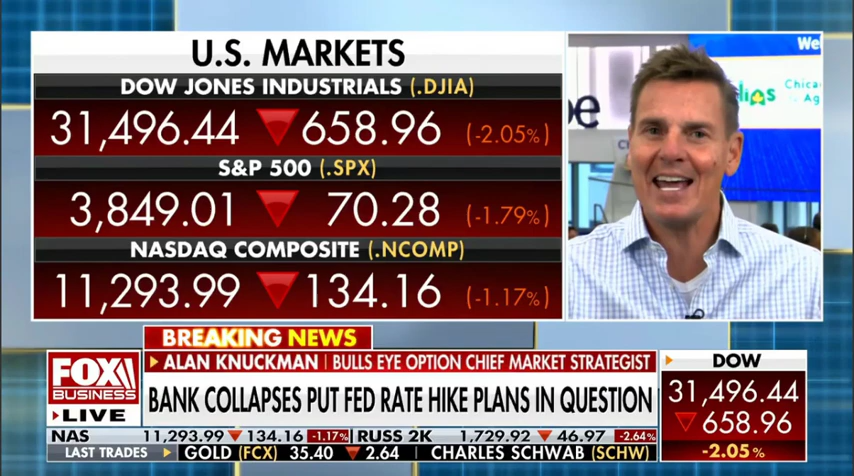 U.S. MARKETS
DOW JONES INDUSTRIALS (.DJIA)
31,496.44 ▼ 658.96 (-2.05%)
S&P 500 (.SPX)
3,849.01 ▼ 70.28 (-1.79%)
NASDAQ COMPOSITE (.NCOMP)
11,293.99 ▼ 134.16 (-1.17%)
Wel
Chica
Ag
BREAKING NEWS
ALAN KNUCKMAN | BULLS EYE OPTION CHIEF MARKET STRATEGIST
BANK COLLAPSES PUT FED RATE HIKE PLANS IN QUESTION
FOX
BUSINESS
LIVE
DOW
31,496.44
▼ 658.96
-2.05%
NAS 11,293.99 ▼ 134.16 -1.17% RUSS 2K 1,729.92 ▼ 46.97 -2.64%
LAST TRADES GOLD (FCX) 35.40 ▼ 2.64 CHARLES SCHWAB (SCHW)